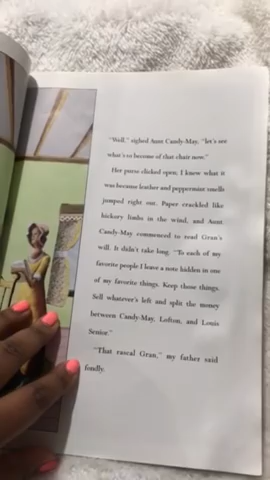 "Well," sighed Aunt Candy-May, "let's see
what's to become of that chair now."
Her purse clicked open; I knew what it
was because leather and peppermint smells
jumped right out. Paper crackled like
hickory limbs in the wind, and Aunt
Candy-May commenced to read Gran's
will. It didn't take long. "To each of my
favorite people I leave a note hidden in one
of my favorite things. Keep those things.
Sell whatever's left and split the money
between Candy-May, Lofton, and Louis
Senior."
"That rascal Gran," my father said
fondly.